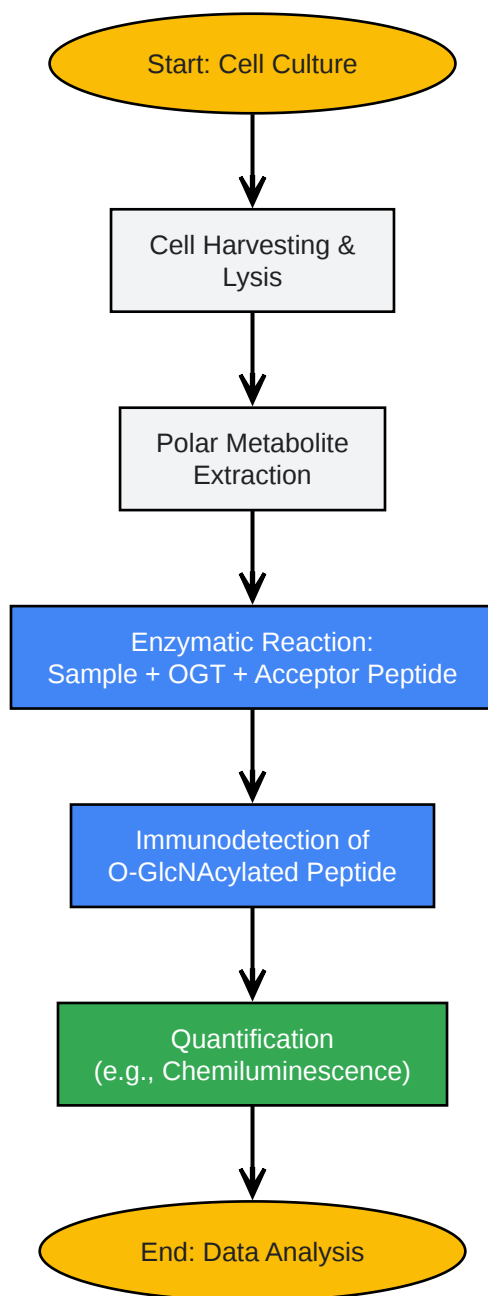 Start: Cell Culture
Cell Harvesting &
Lysis
Polar Metabolite
Extraction
Enzymatic Reaction:
Sample + OGT + Acceptor Peptide
Immunodetection of
O-GlcNAcylated Peptide
Quantification
(e.g., Chemiluminescence)
End: Data Analysis